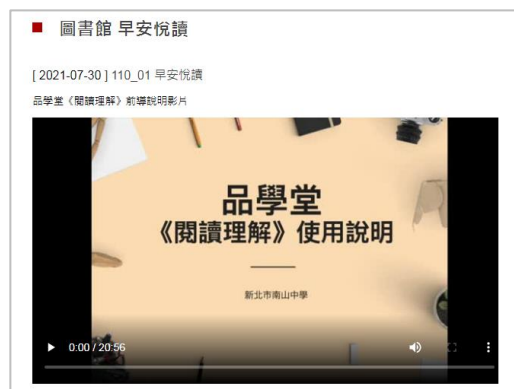 圖書館 早安悅讀
[ 2021-07-30 ] 110_01 早安悅讀
品學堂《閱讀理解》前導說明影片
品學堂
《閱讀理解》使用說明
新北市南山中學
0:00 / 20:56